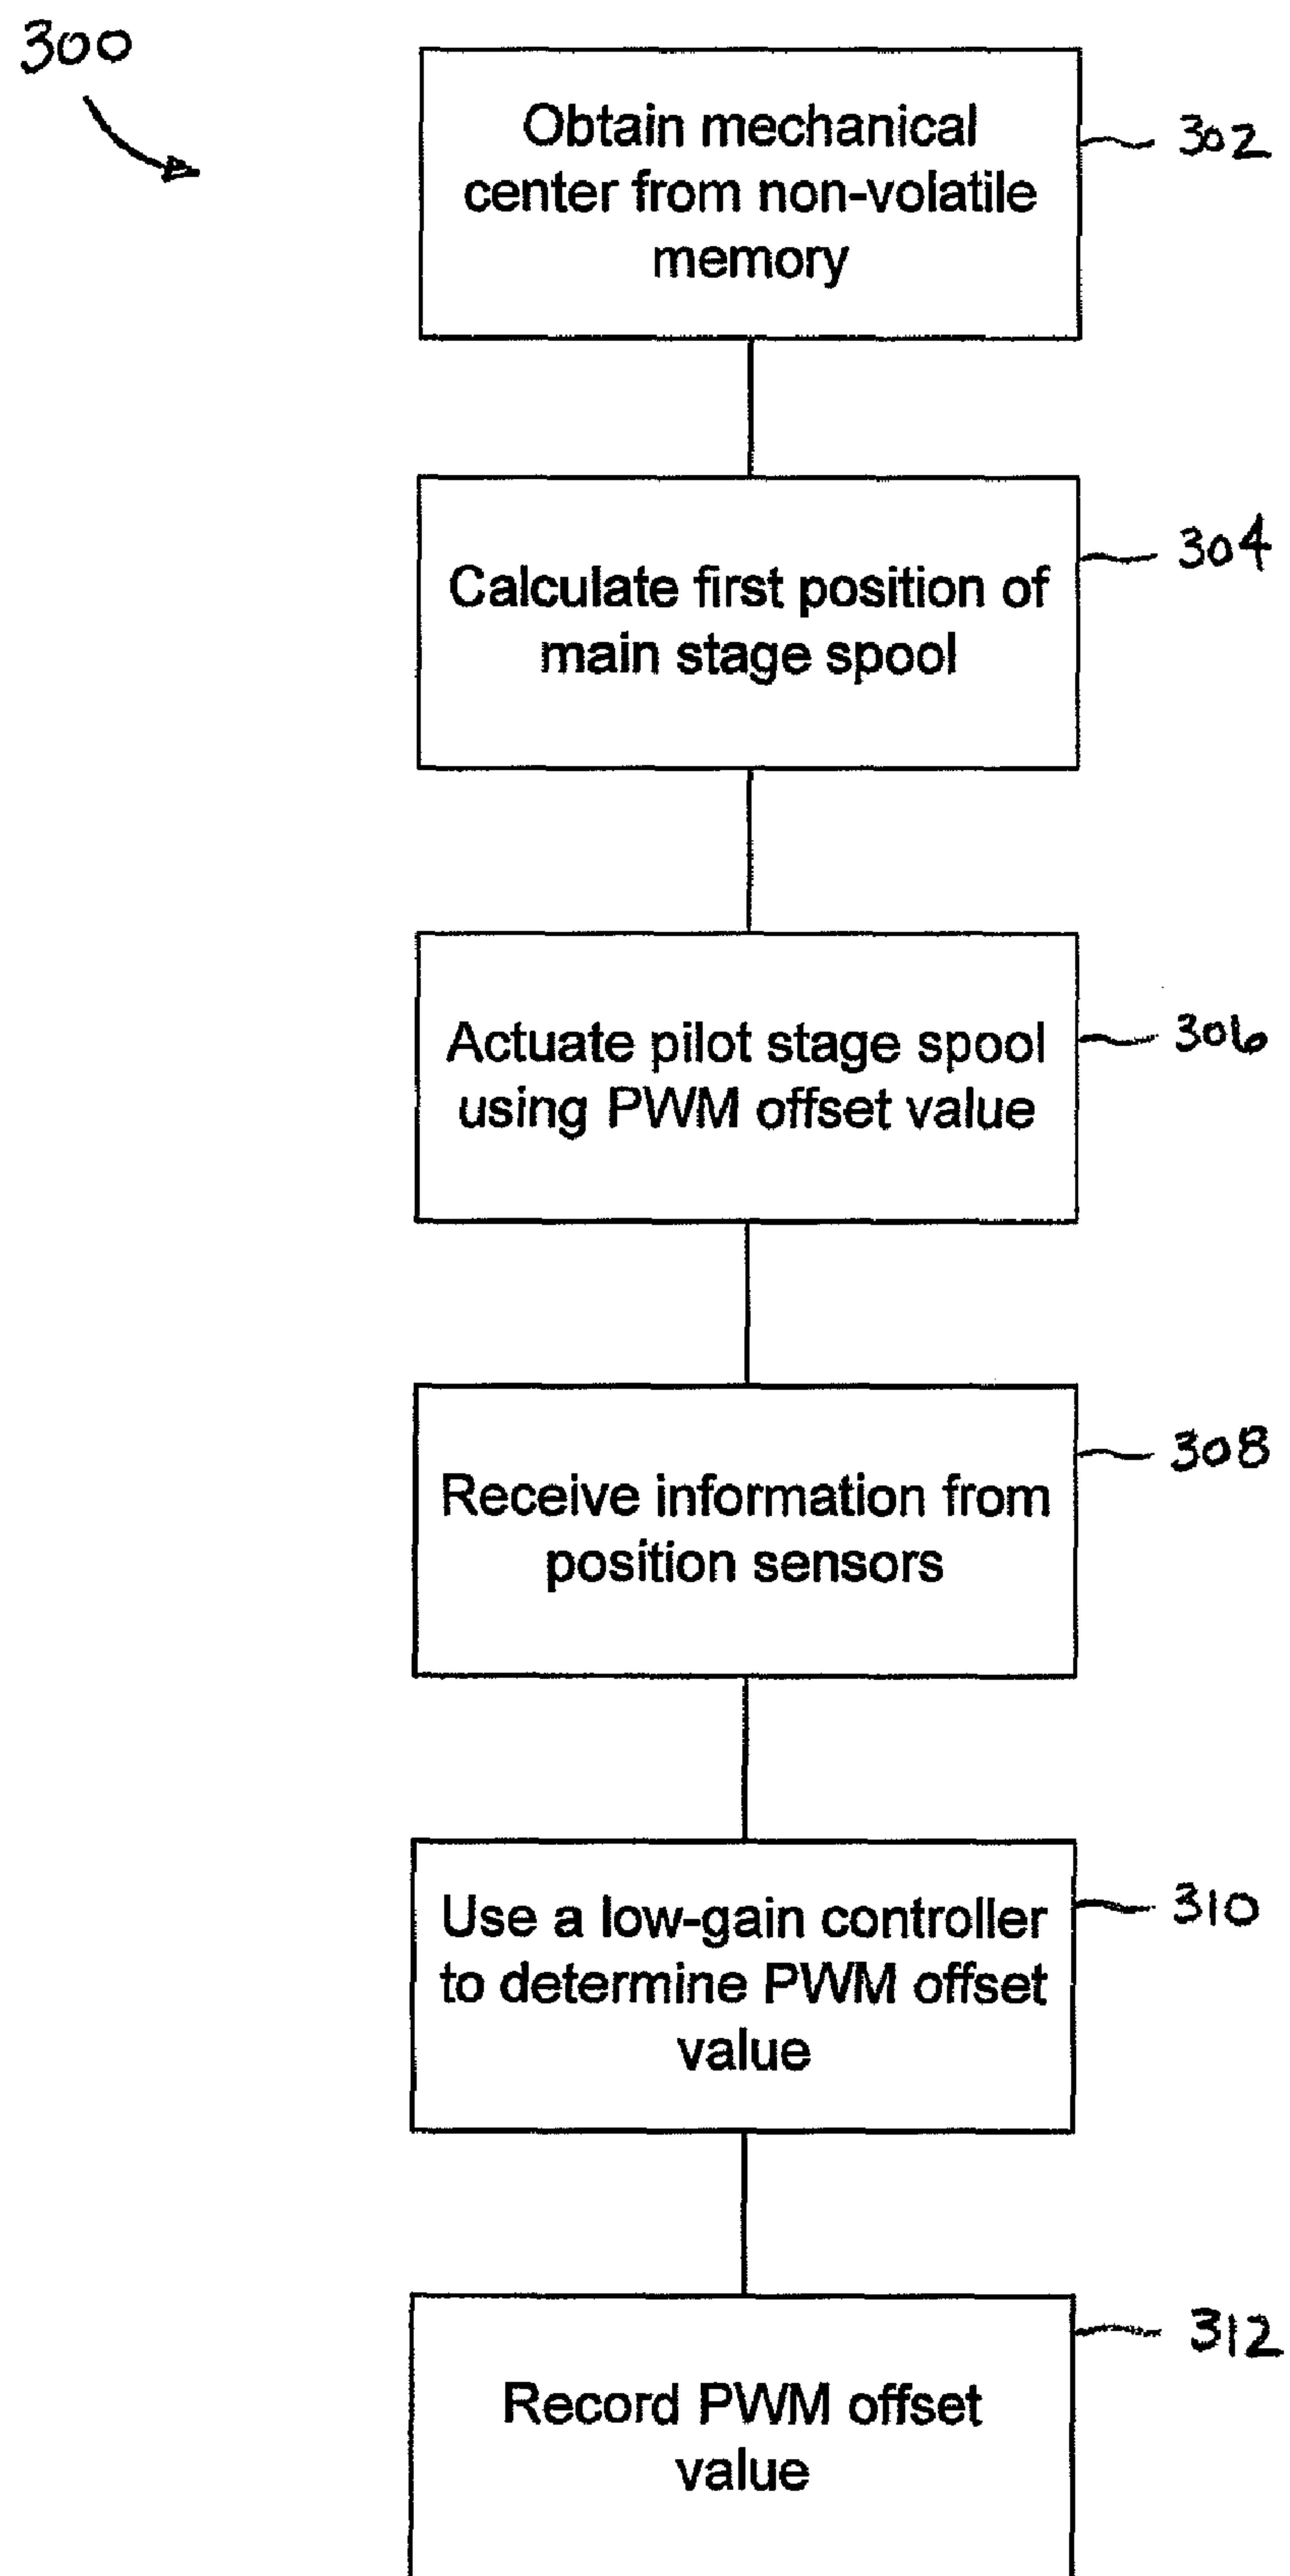 300
Obtain mechanical
center from non-volatile
memory
302
Calculate first position of
main stage spool
304
Actuate pilot stage spool
using PWM offset value
306
Receive information from
position sensors
308
Use a low-gain controller
to determine PWM offset
value
310
Record PWM offset
value
312